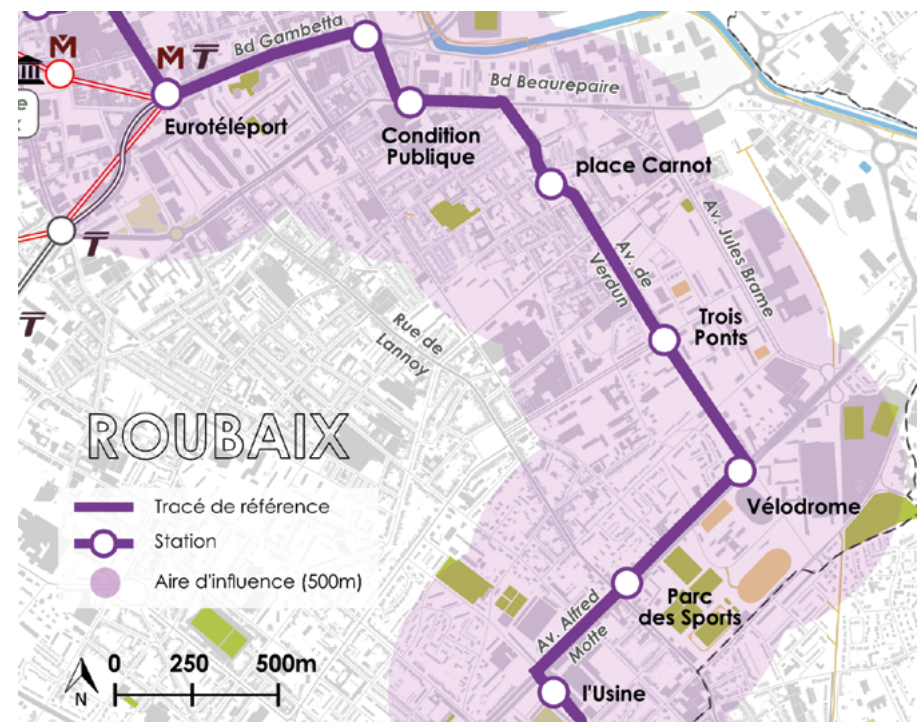 M
M T
Bd Gambetta
Bd Beaurepaire
e
Eurotéléport
Condition
Publique
place Carnot
Av. Jules Brame
T
Av. de
Verdun
T
Rue de
Lannoy
Trois
Ponts
ROUBAIX
Tracé de référence
Vélodrome
Station
Aire d'influence (500m)
Parc
des Sports
Av. Alfred
Motte
0 250 500m
N
l'Usine